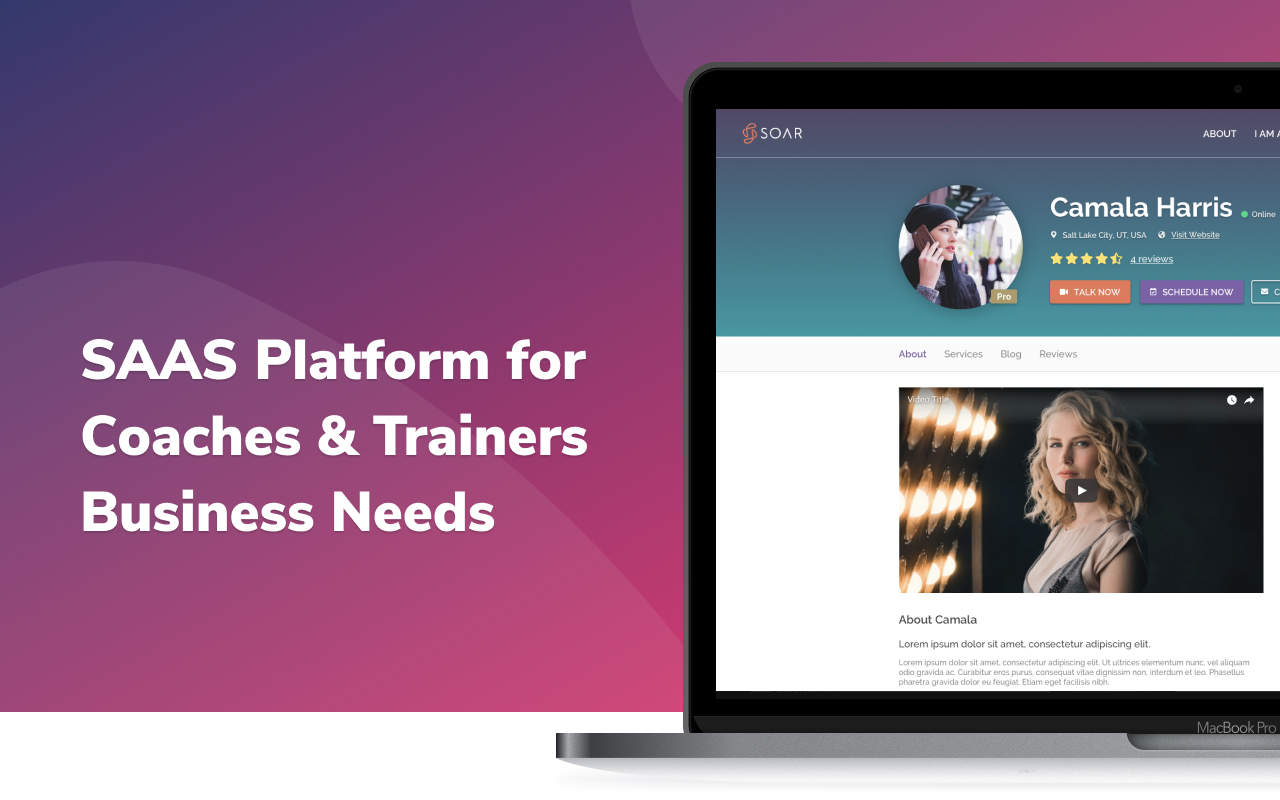 SAAS Platform for
Coaches & Trainers
Business Needs
SOAR
ABOUT
I AM A
Camala Harris
Online
Salt Lake City, UT, USA
Visit Website
4 reviews
Pro
TALK NOW
SCHEDULE NOW
C
About
Services
Blog
Reviews
Video Title
About Camala
Lorem ipsum dolor sit amet, consectetur adipiscing elit.
Lorem ipsum dolor sit amet, consectetur adipiscing elit. Ut ultrices elementum nunc, vel aliquam
odio gravida ac. Curabitur eros purus, consequat vitae dignissim non, interdum et leo. Phasellus
pharetra gravida dolor eu feugiat. Etiam eget facilisis nibh.
MacBook Pro